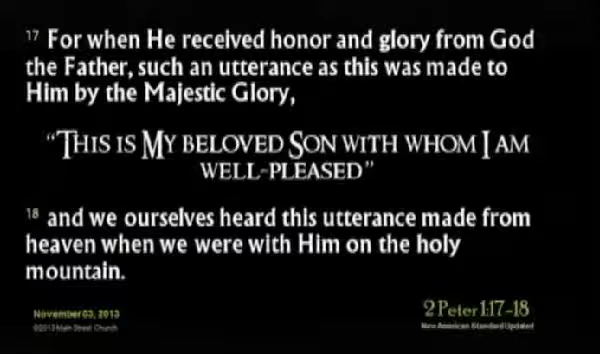 17 For when He received honor and glory from God
the Father, such an utterance as this was made to
Him by the Majestic Glory,
“THIS IS MY BELOVED SON WITH WHOM I AM
WELL-PLEASED”
18 and we ourselves heard this utterance made from
heaven when we were with Him on the holy
mountain.
November 03, 2013
2 Peter 1:17-18
©2013 Main Street Church
New American Standard Updated